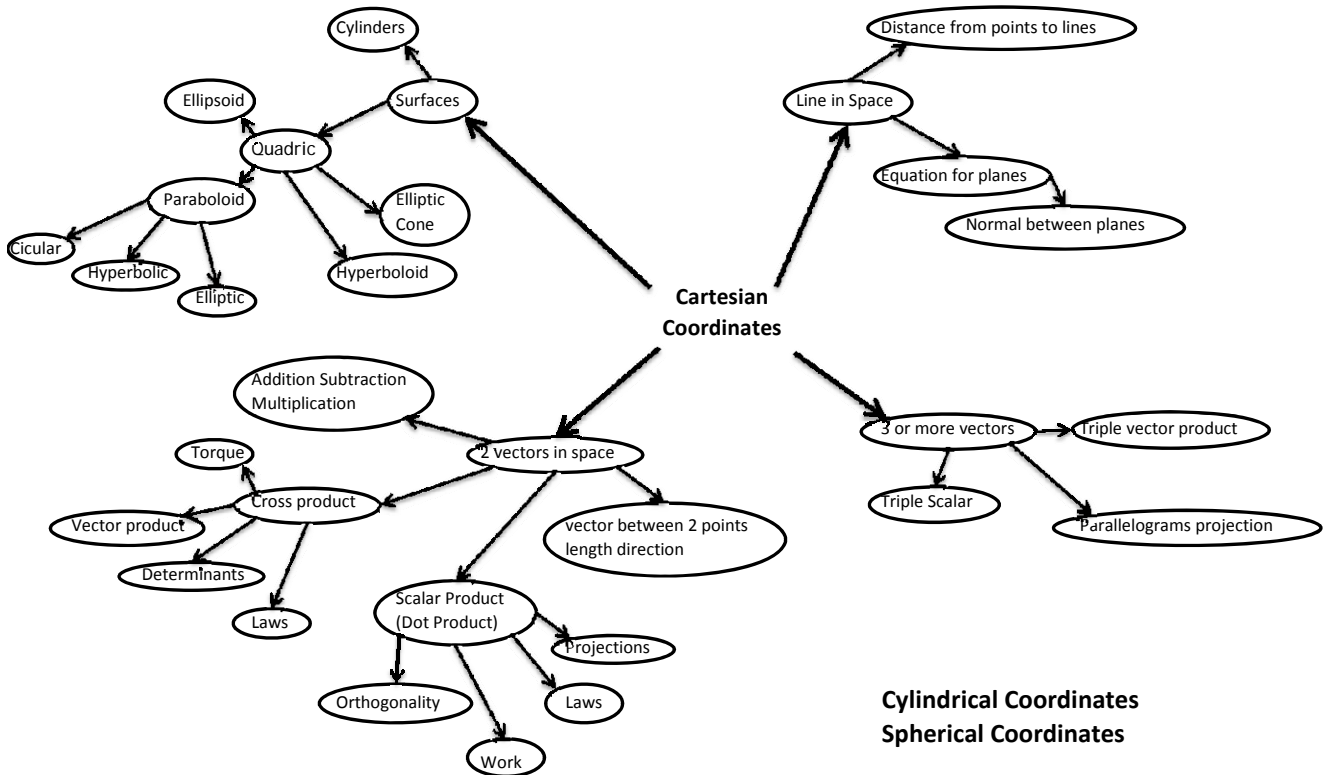 Cylinders
Distance from points to lines
Ellipsoid
Surfaces
Line in Space
Quadric
Equation for planes
Paraboloid
Elliptic
Cone
Normal between planes
Cicular
Hyperbolic
Hyperboloid
Elliptic
Cartesian
Coordinates
Addition Subtraction
Multiplication
3 or more vectors
Triple vector product
Torque
2 vectors in space
Cross product
Triple Scalar
Vector product
vector between 2 points
length direction
Parallelograms projection
Determinants
Scalar Product
(Dot Product)
Laws
Projections
Orthogonality
Laws
Cylindrical Coordinates
Spherical Coordinates
Work